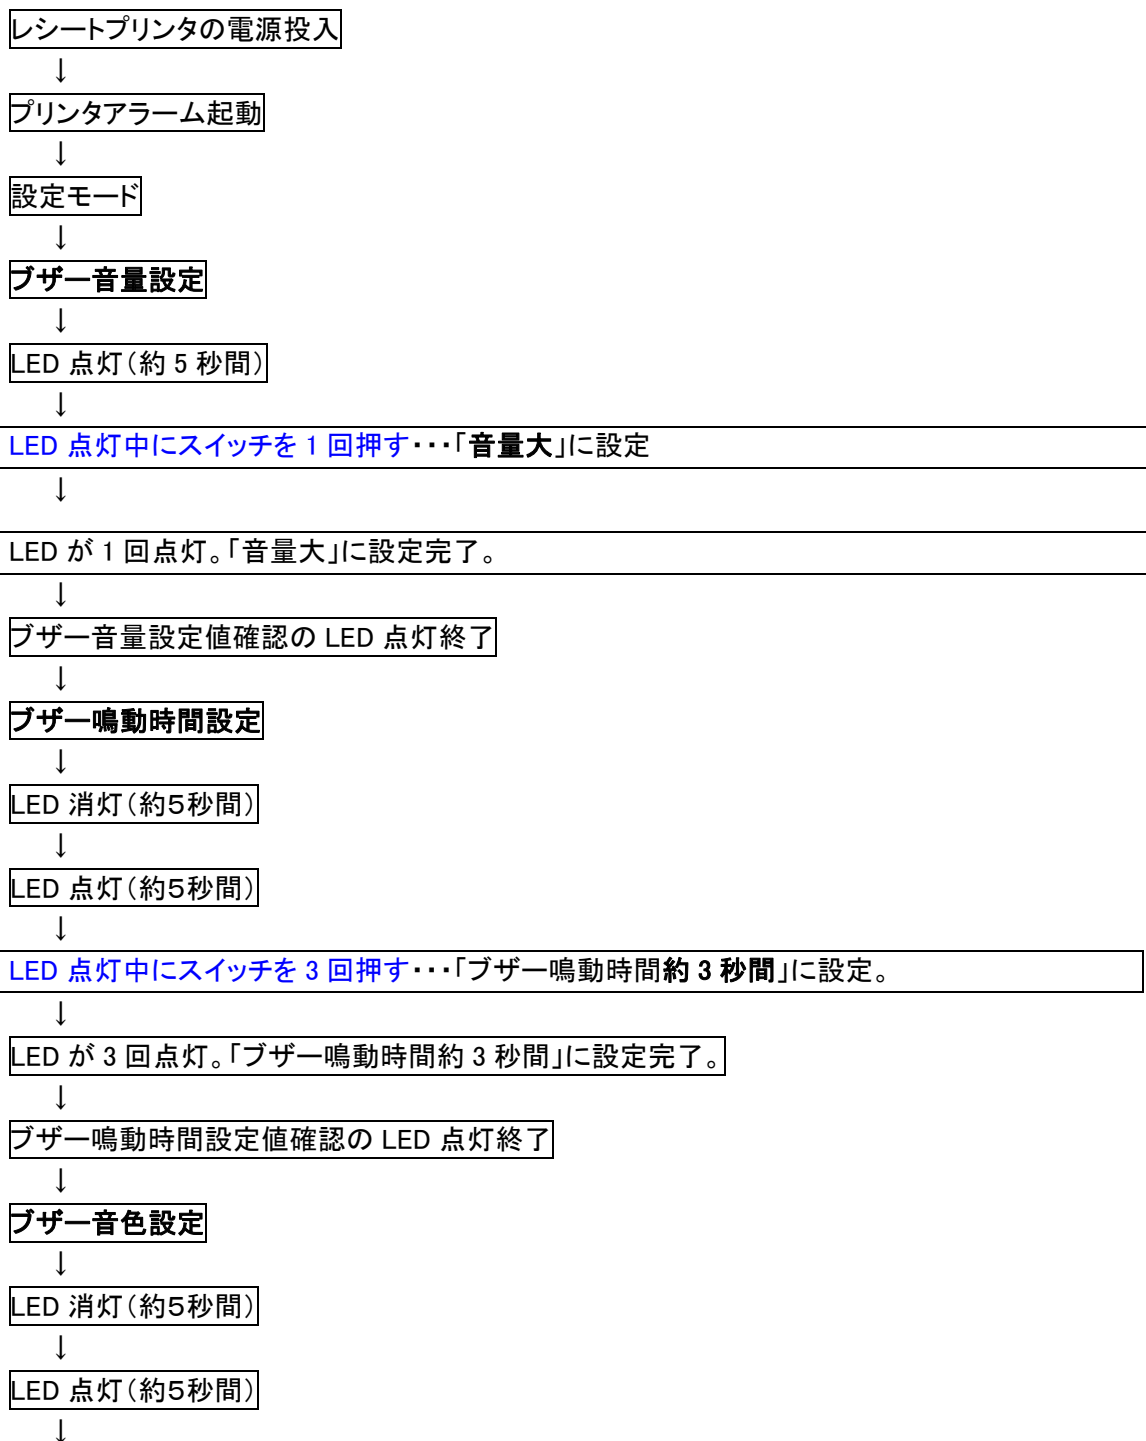 レシートプリンタの電源投入
↓
プリンタアラーム起動
↓
設定モード
↓
ブザー音量設定
↓
LED 点灯（約 5 秒間）
↓
LED 点灯中にスイッチを 1 回押す・・・「音量大」に設定
↓
LED が 1 回点灯。「音量大」に設定完了。
↓
ブザー音量設定値確認の LED 点灯終了
↓
ブザー鳴動時間設定
↓
LED 消灯（約５秒間）
↓
LED 点灯（約５秒間）
↓
LED 点灯中にスイッチを 3 回押す・・・「ブザー鳴動時間約 3 秒間」に設定。
↓
LED が 3 回点灯。「ブザー鳴動時間約 3 秒間」に設定完了。
↓
ブザー鳴動時間設定値確認の LED 点灯終了
↓
ブザー音色設定
↓
LED 消灯（約５秒間）
↓
LED 点灯（約５秒間）
↓